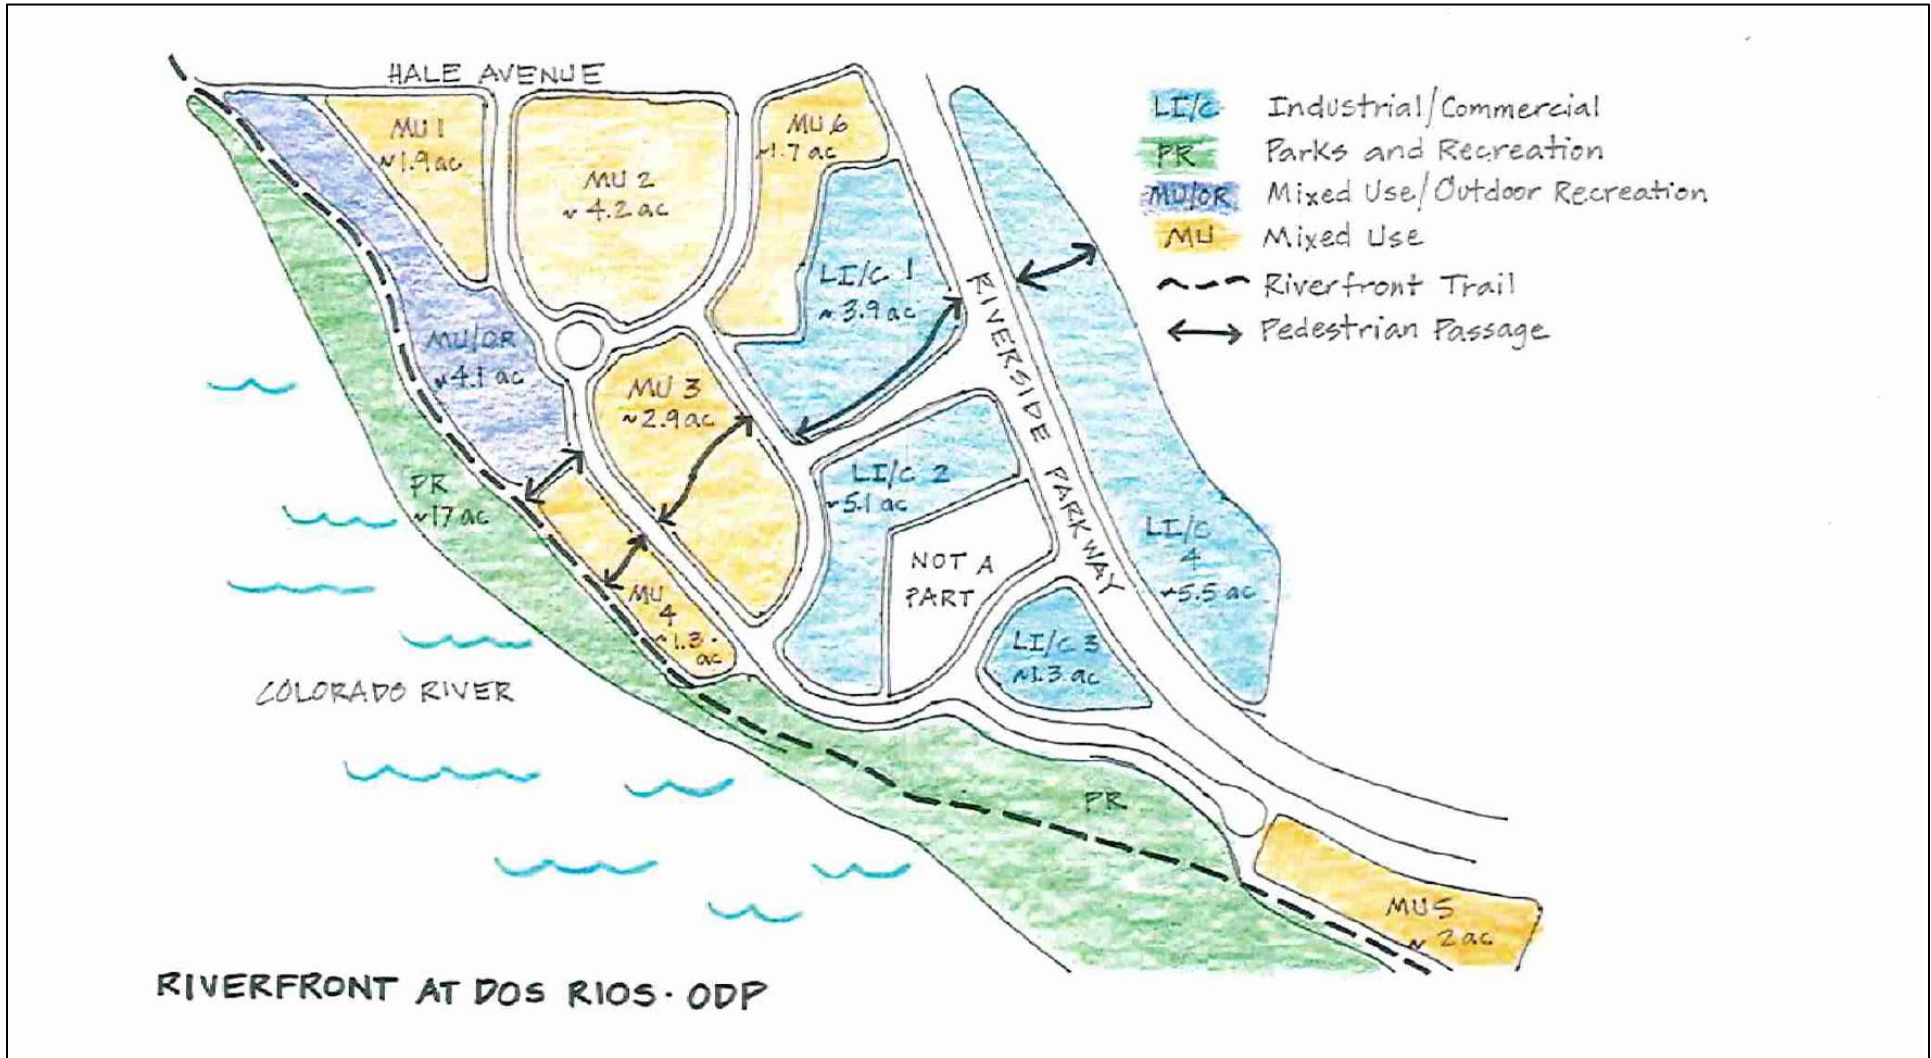 HALE AVENUE
MU 1
~1.9 ac
MU 2
~ 4.2 ac
MU 6
~1.7 ac
LI/C 1
~ 3.9 ac
MU/OR
~4.1 ac
MU 3
~2.9 ac
RIVERSIDE PARKWAY
LI/C 2
~5.1 ac
PR
~17 ac
NOT A
PART
LI/C
4
~5.5 ac
MU
4
~1.3
ac
LI/C 3
~1.3 ac
COLORADO RIVER
PR
MU5
~ 2 ac
LI/C Industrial/Commercial
PR Parks and Recreation
MU/OR Mixed Use/Outdoor Recreation
MU Mixed Use
Riverfront Trail
Pedestrian Passage
RIVERFRONT AT DOS RIOS · ODP